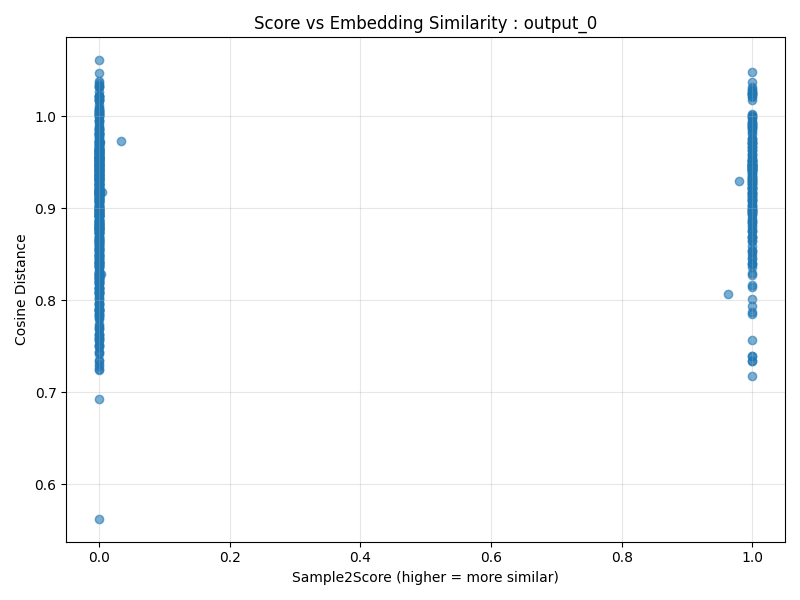 Score vs Embedding Similarity : output_0
Cosine Distance
1.0
0.9
0.8
0.7
0.6
0.0 0.2 0.4 0.6 0.8 1.0
Sample2Score (higher = more similar)